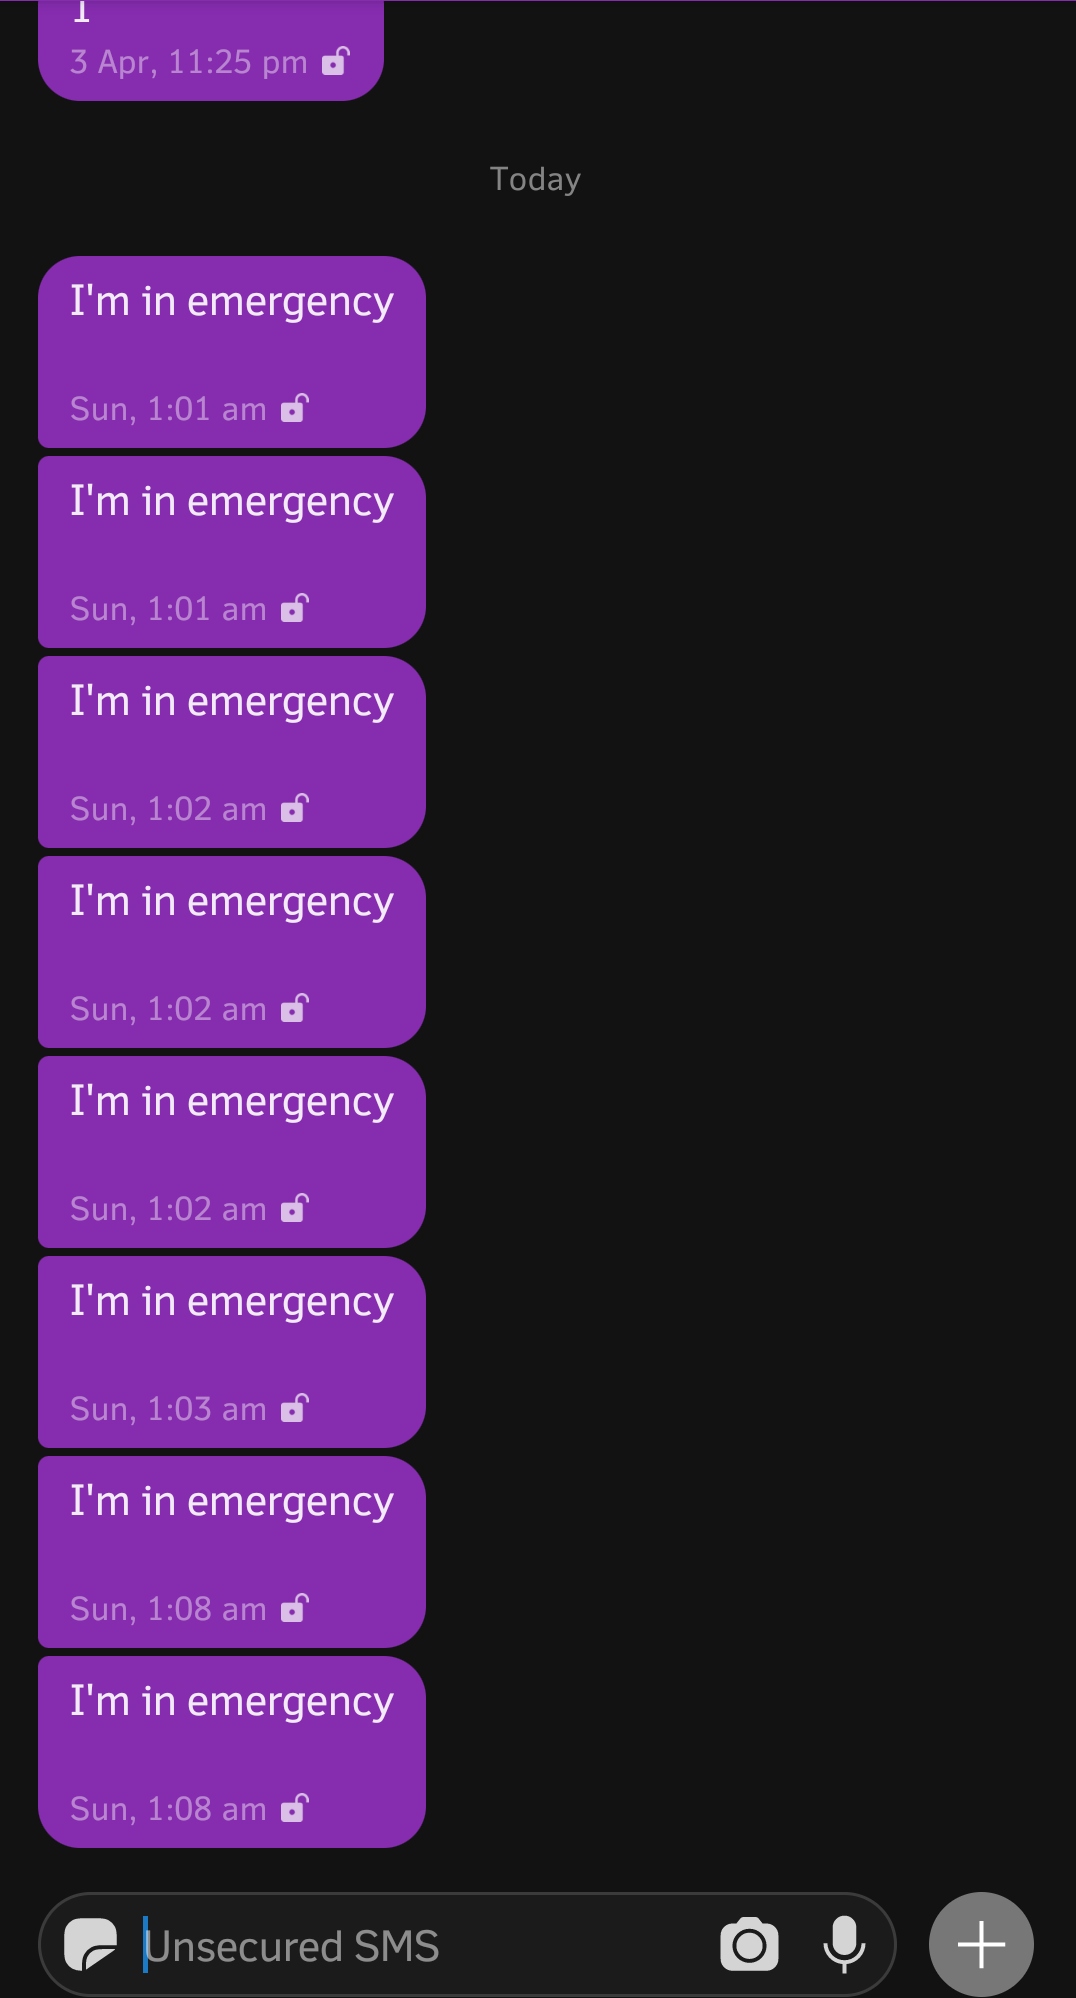 3 Apr, 11:25 pm
Today
I'm in emergency
Sun, 1:01 am
I'm in emergency
Sun, 1:01 am
I'm in emergency
Sun, 1:02 am
I'm in emergency
Sun, 1:02 am
I'm in emergency
Sun, 1:02 am
I'm in emergency
Sun, 1:03 am
I'm in emergency
Sun, 1:08 am
I'm in emergency
Sun, 1:08 am
Unsecured SMS